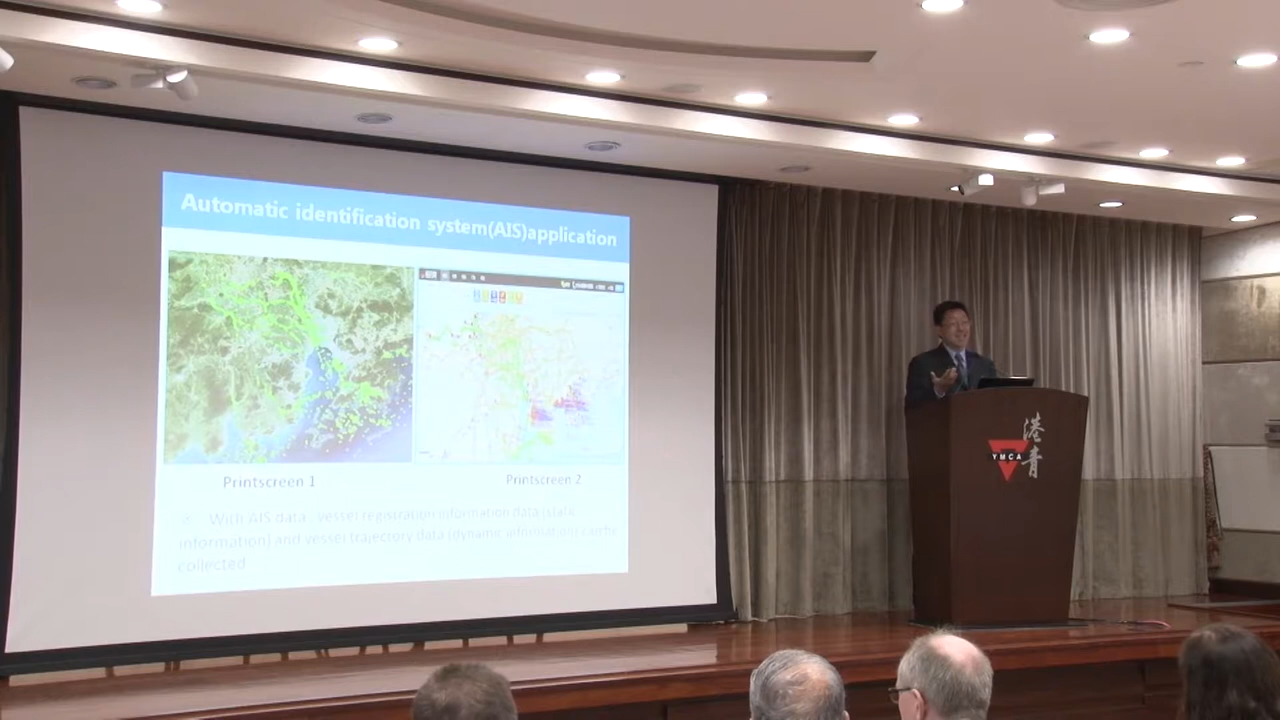 Automatic identification system(AIS)application
Printscreen 1
Printscreen 2
With AIS data , vessel registration information data (static
information) and vessel trajectory data (dynamic information) can be
collected
港青
YMCA